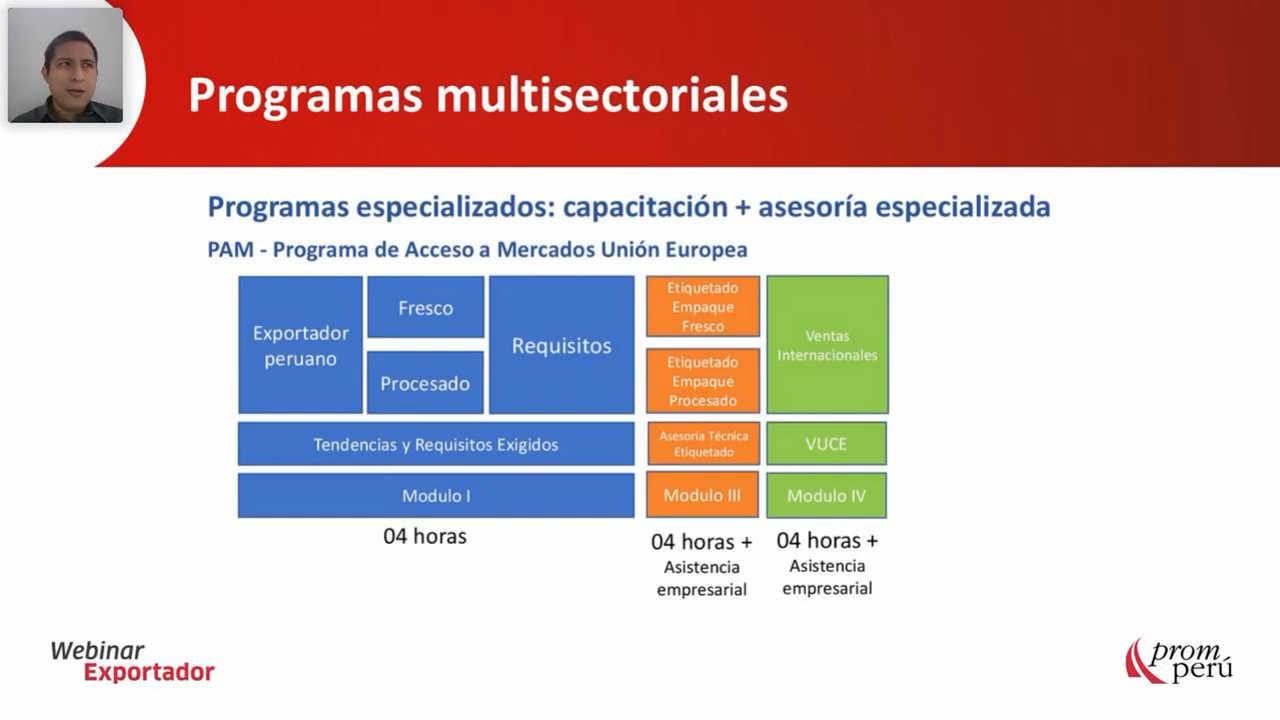 Programas multisectoriales
Programas especializados: capacitación + asesoría especializada
PAM - Programa de Acceso a Mercados Unión Europea
Exportador
peruano
Fresco
Procesado
Requisitos
Etiquetado
Empaque
Fresco
Etiquetado
Empaque
Procesado
Ventas
Internacionales
Tendencias y Requisitos Exigidos
Asesoría Técnica
Etiquetado
VUCE
Modulo I
Modulo III
Modulo IV
04 horas
04 horas +
Asistencia
empresarial
04 horas +
Asistencia
empresarial
Webinar
Exportador
prom
perú